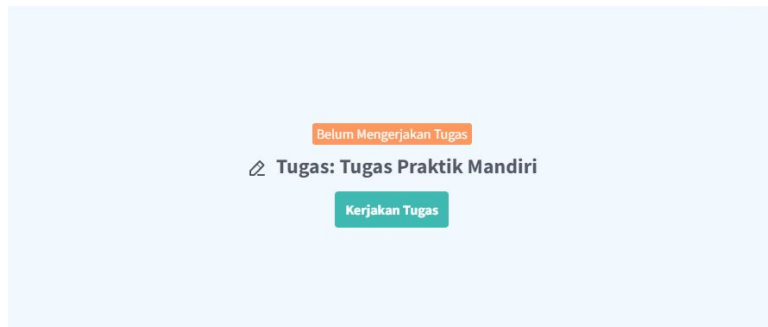 Belum Mengerjakan Tugas
Tugas: Tugas Praktik Mandiri
Kerjakan Tugas